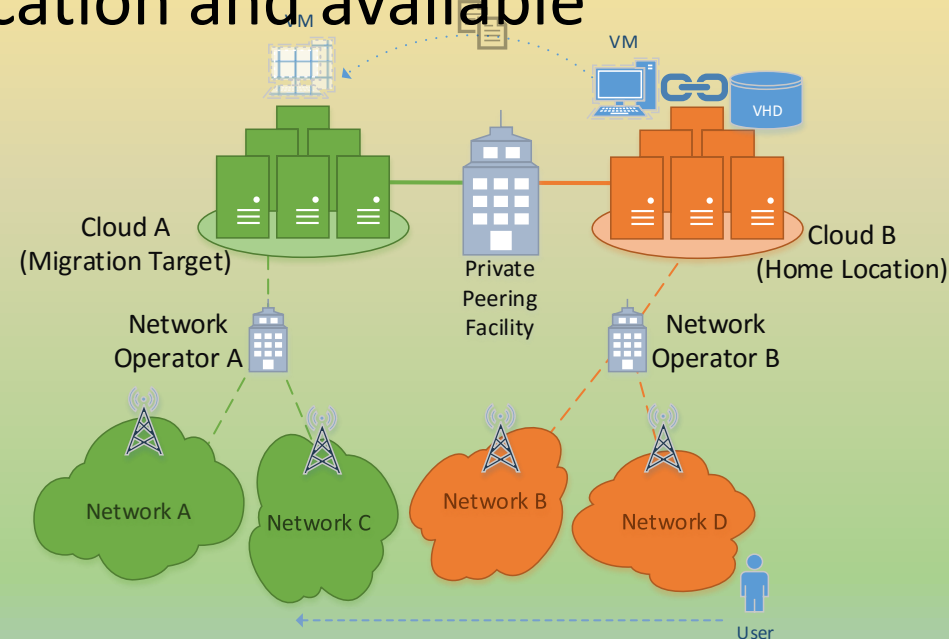 cation and available
VM
VM
VHD
Cloud A
(Migration Target)
Cloud B
(Home Location)
Private
Peering
Facility
Network
Operator A
Network
Operator B
Network A
Network C
Network B
Network D
User